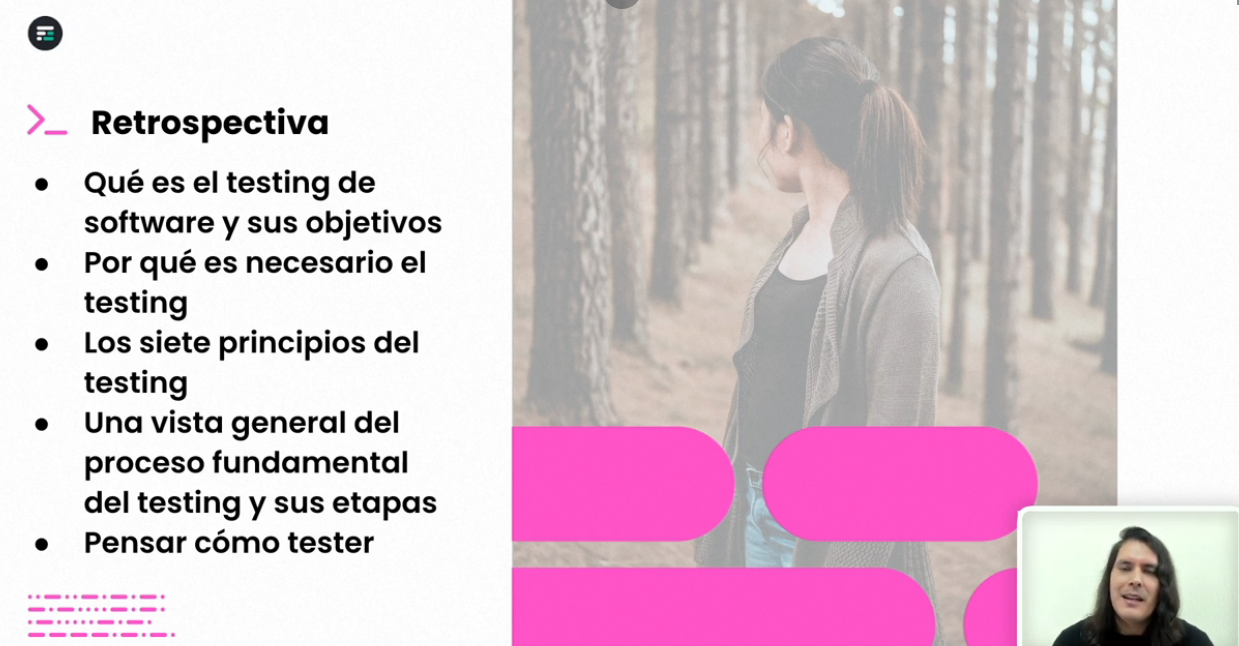 Retrospectiva
● Qué es el testing de
software y sus objetivos
● Por qué es necesario el
testing
● Los siete principios del
testing
● Una vista general del
proceso fundamental
del testing y sus etapas
● Pensar cómo tester